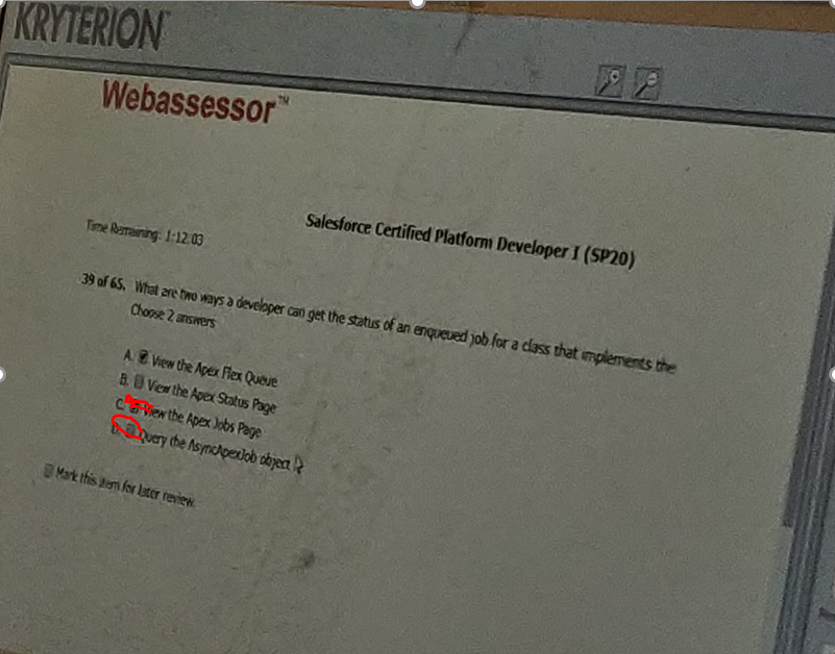 KRYTERION
Webassessor™
Salesforce Certified Platform Developer I (SP20)
Time Remaining: 1:12:03
39 of 65. What are two ways a developer can get the status of an enqueued job for a class that implements the
Choose 2 answers
A. View the Apex Flex Queue
B. View the Apex Status Page
C. View the Apex Jobs Page
D. Query the AsyncApexJob object
Mark this item for later review.